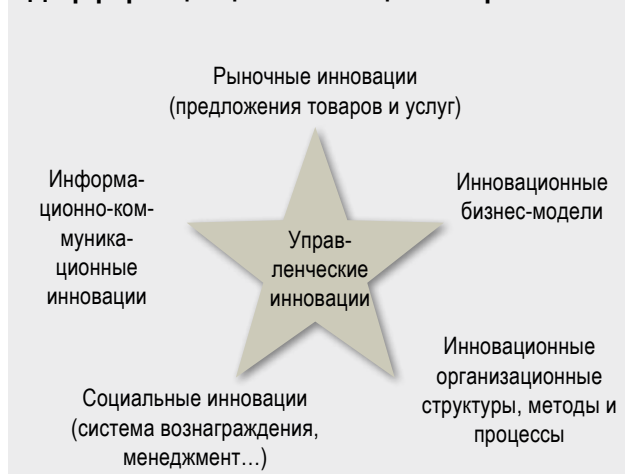 Рыночные инновации
(предложения товаров и услуг)
Информа-
ционно-ком-
муника-
ционные
инновации
Инновационные
бизнес-модели
Управ-
ленческие
инновации
Инновационные
организационные
структуры, методы и
процессы
Социальные инновации
(система вознаграждения,
менеджмент...)